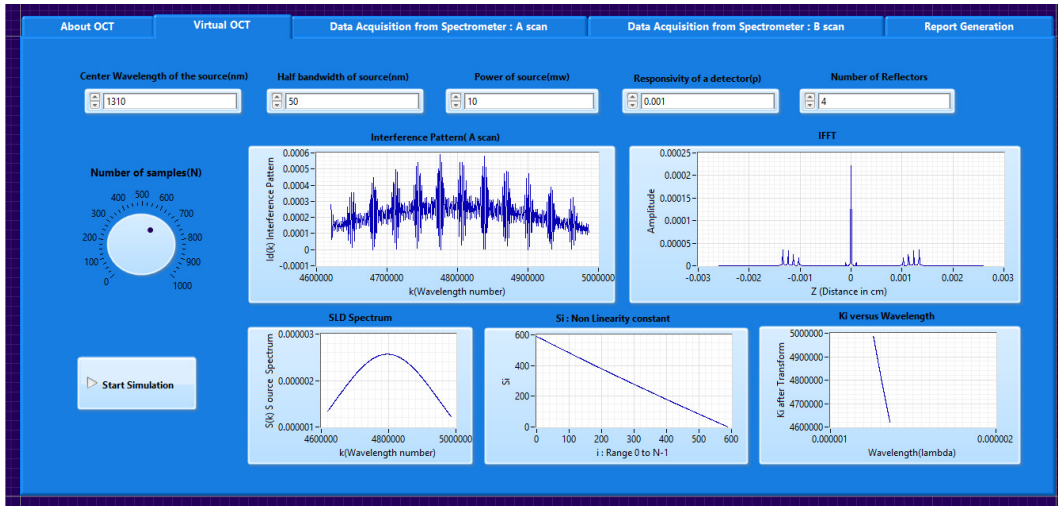 About OCT
Virtual OCT
Data Acquisition from Spectrometer : A scan
Data Acquisition from Spectrometer : B scan
Report Generation
Center Wavelength of the source(nm)
Half bandwidth of source(nm)
Power of source(mw)
Responsivity of a detector(p)
Number of Reflectors
1310
50
10
0.001
4
Number of samples(N)
0
100
200
300
400
500
600
700
800
900
1000
Interference Pattern( A scan)
Id(k) Interference Pattern
0.0006
0.0005
0.0004
0.0003
0.0002
0.0001
0
-0.0001
4600000 4700000 4800000 4900000 5000000
k(Wavelength number)
IFFT
Amplitude
0.00025
0.0002
0.00015
0.0001
0.00005
0
-0.003 -0.002 -0.001 0 0.001 0.002 0.003
Z (Distance in cm)
Start Simulation
SLD Spectrum
S(k) S ource Spectrum
0.000003
0.000002
0.000001
4600000 4800000 5000000
k(Wavelength number)
Si : Non Linearity constant
Si
600
400
200
0
0 100 200 300 400 500 600
i : Range 0 to N-1
Ki versus Wavelength
Ki after Transform
5000000
4900000
4800000
4700000
4600000
0.000001 0.000002
Wavelength(lambda)